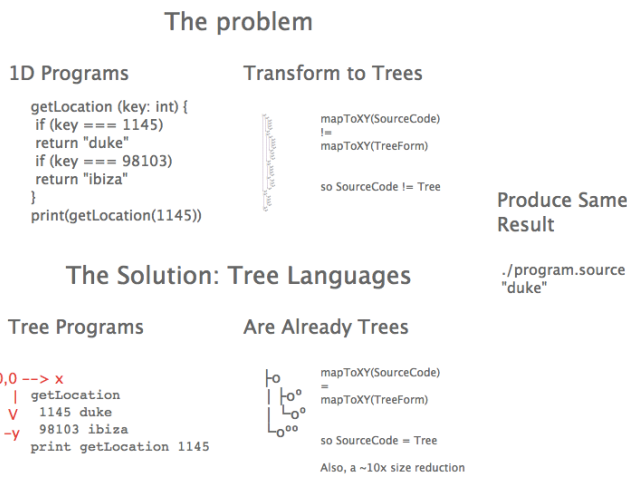 The problem
1D Programs
getLocation (key: int) {
if (key === 1145)
return "duke"
if (key === 98103)
return "ibiza"
}
print(getLocation(1145))
Transform to Trees
mapToXY(SourceCode)
!=
mapToXY(TreeForm)
so SourceCode != Tree
Produce Same
Result
./program.source
"duke"
The Solution: Tree Languages
Tree Programs
0,0 --> x
| getLocation
V 1145 duke
-y 98103 ibiza
print getLocation 1145
Are Already Trees
mapToXY(SourceCode)
=
mapToXY(TreeForm)
so SourceCode = Tree
Also, a ~10x size reduction